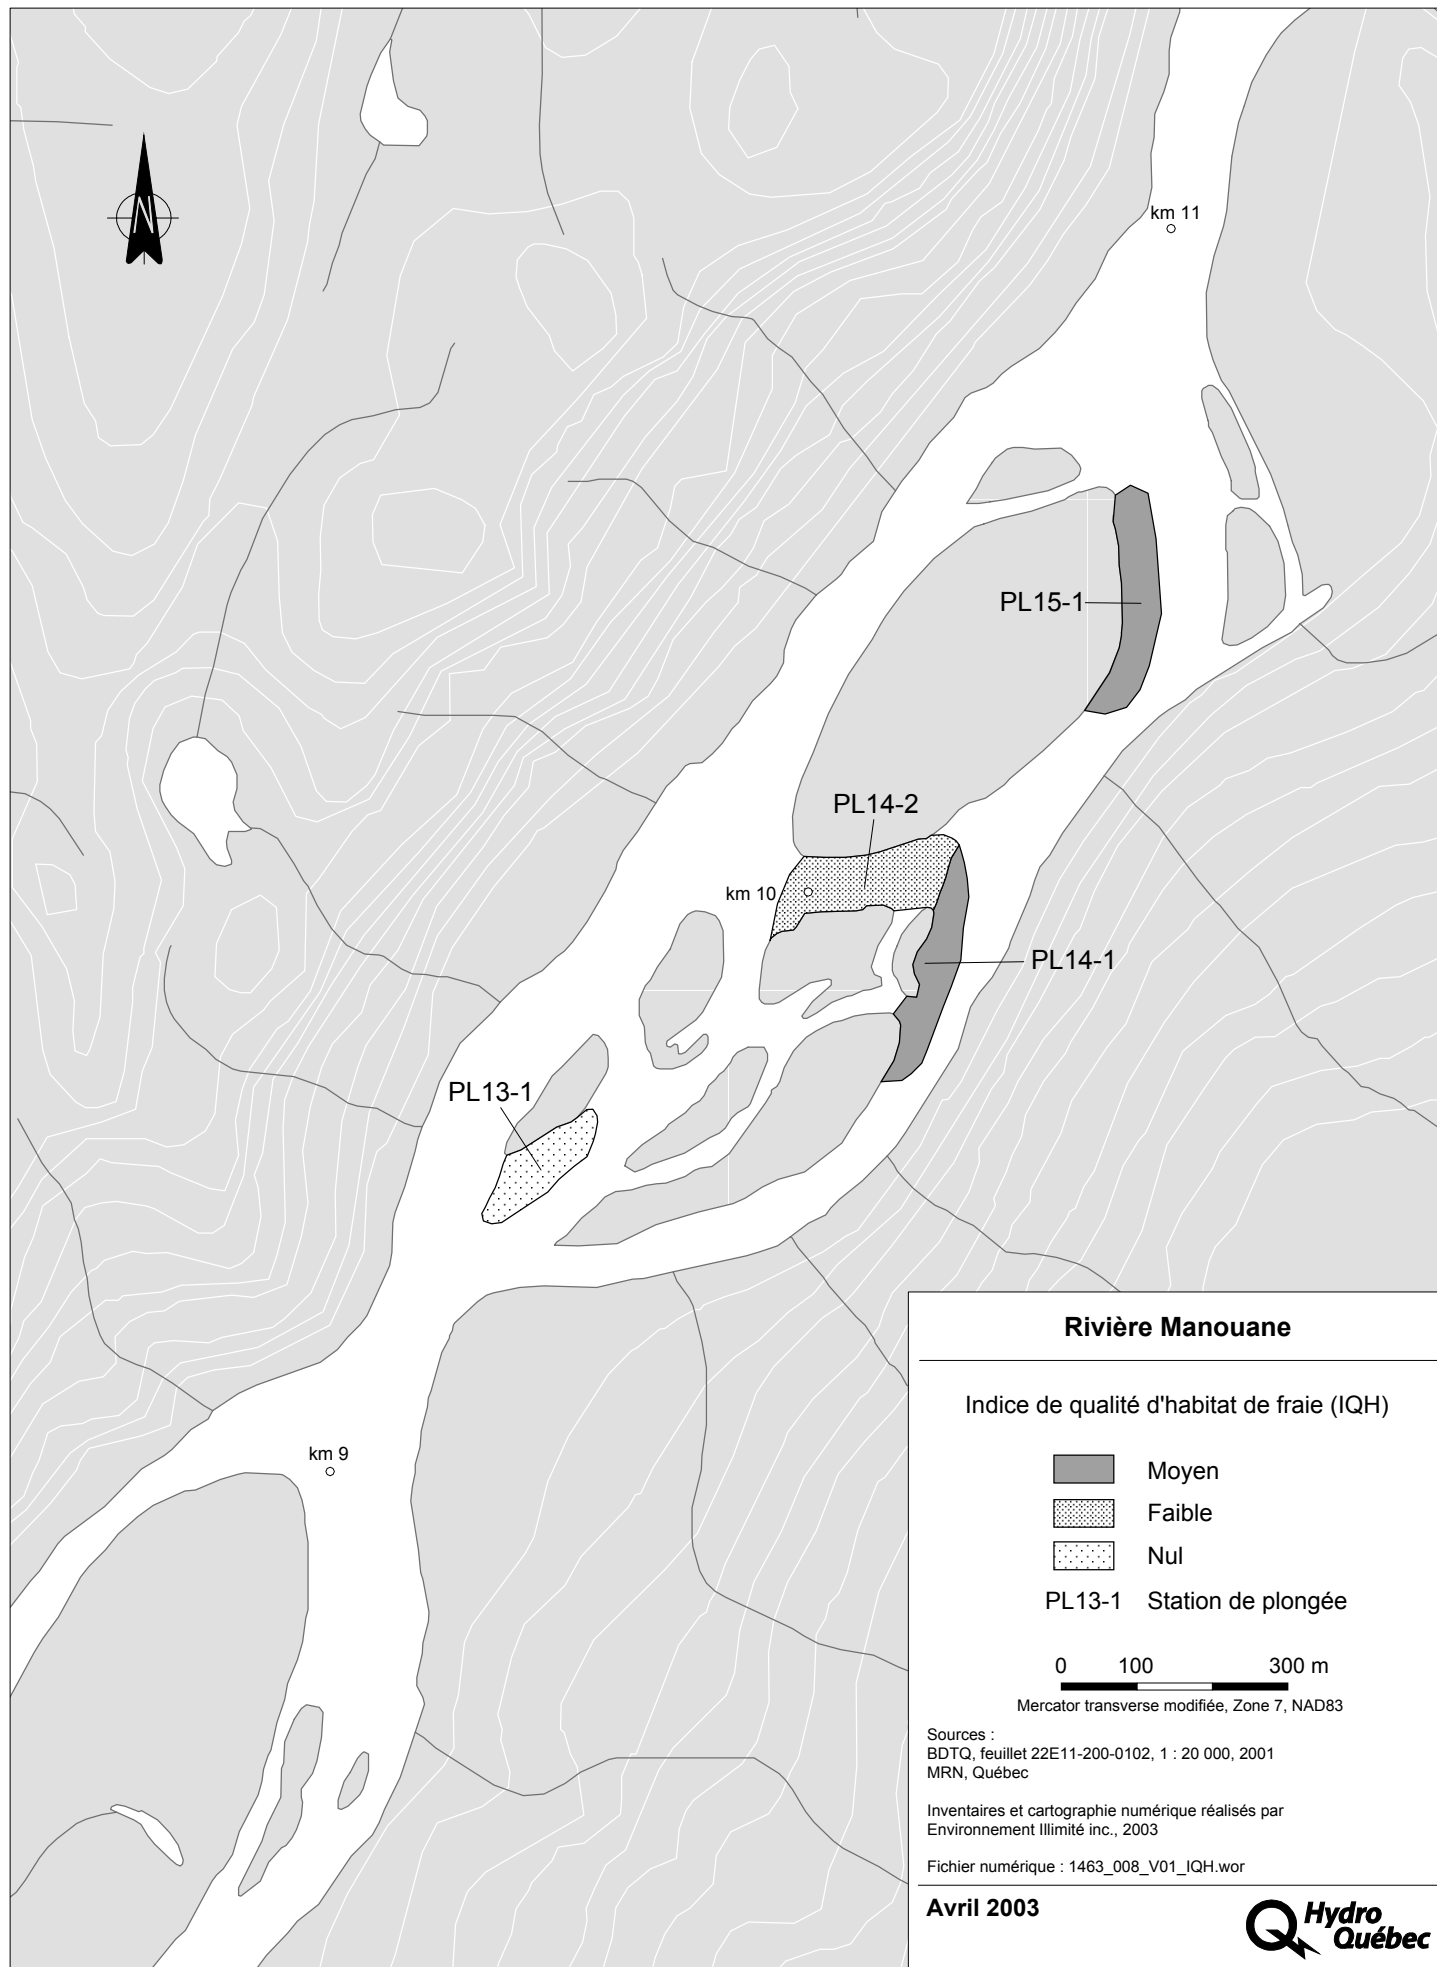 N
km 11
PL15-1
PL14-2
km 10
PL14-1
PL13-1
km 9
Rivière Manouane
Indice de qualité d'habitat de fraie (IQH)
Moyen
Faible
Nul
PL13-1 Station de plongée
0 100 300 m
Mercator transverse modifiée, Zone 7, NAD83
Sources :
BDTQ, feuillet 22E11-200-0102, 1 : 20 000, 2001
MRN, Québec
Inventaires et cartographie numérique réalisés par
Environnement Illimité inc., 2003
Fichier numérique : 1463_008_V01_IQH.wor
Avril 2003
Hydro
Québec